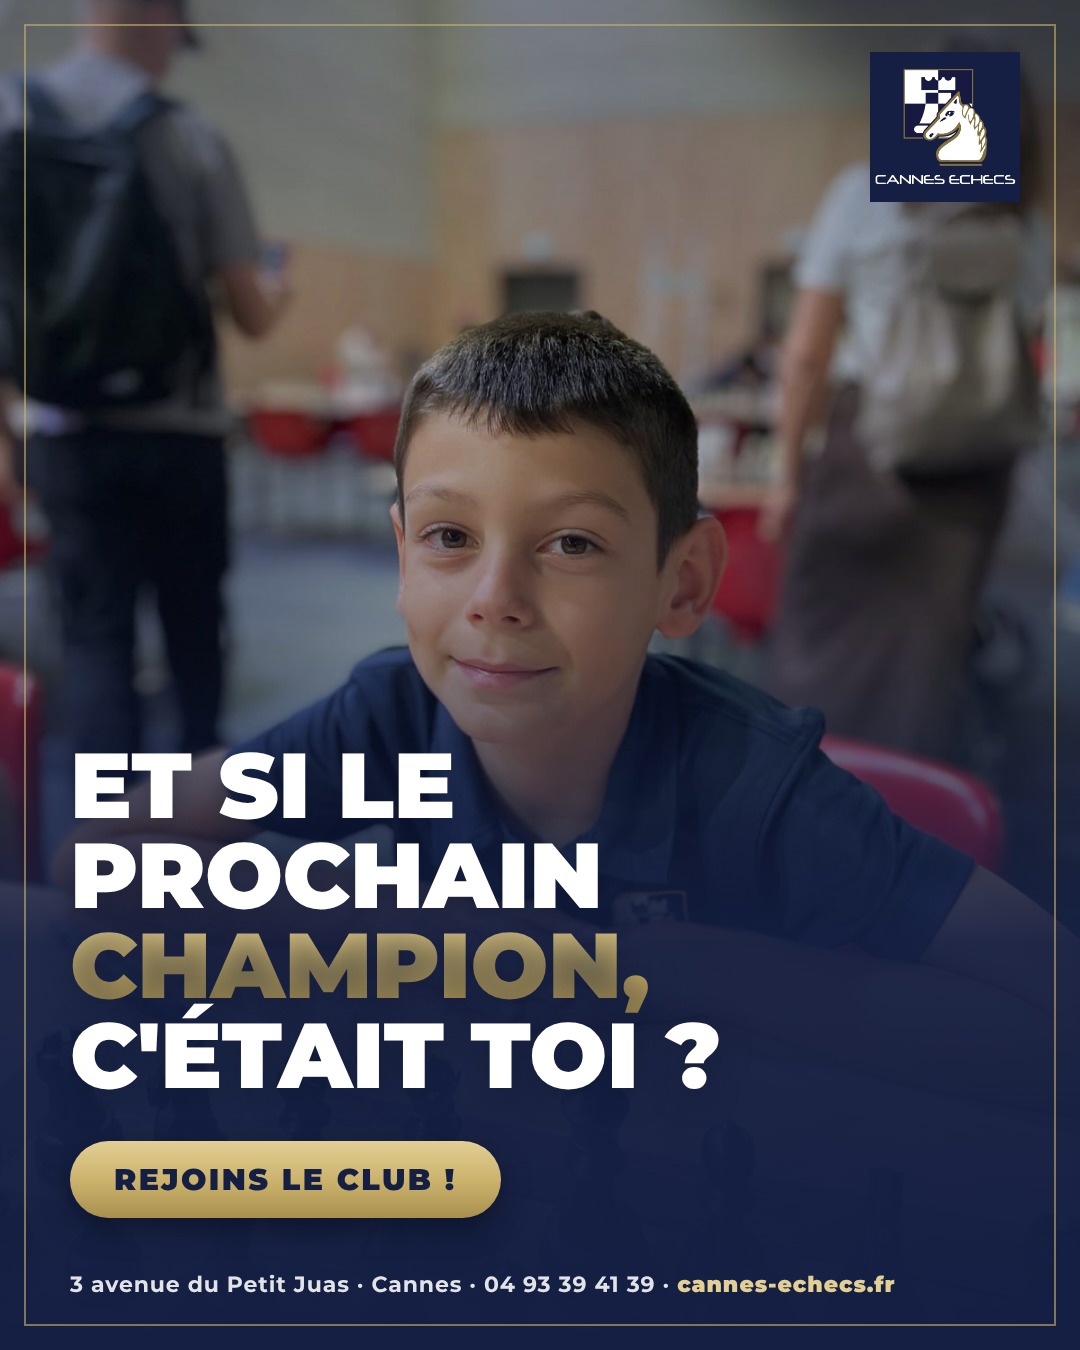 CANNES ECHECS
ET SI LE
PROCHAIN
CHAMPION,
C'ÉTAIT TOI ?
REJOINS LE CLUB !
3 avenue du Petit Juas · Cannes · 04 93 39 41 39 · cannes-echecs.fr